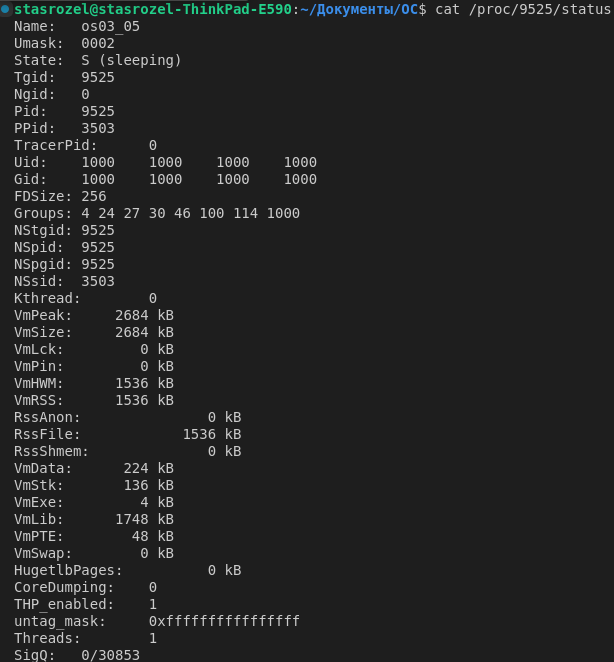 stasrozel@stasrozel-ThinkPad-E590:~/Документы/ОС$ cat /proc/9525/status
Name:	os03_05
Umask:	0002
State:	S (sleeping)
Tgid:	9525
Ngid:	0
Pid:	9525
PPid:	3503
TracerPid:	0
Uid:	1000	1000	1000	1000
Gid:	1000	1000	1000	1000
FDSize:	256
Groups:	4 24 27 30 46 100 114 1000
NStgid:	9525
NSpid:	9525
NSpgid:	9525
NSsid:	3503
Kthread:	0
VmPeak:	    2684 kB
VmSize:	    2684 kB
VmLck:	       0 kB
VmPin:	       0 kB
VmHWM:	    1536 kB
VmRSS:	    1536 kB
RssAnon:	       0 kB
RssFile:	    1536 kB
RssShmem:	       0 kB
VmData:	     224 kB
VmStk:	     136 kB
VmExe:	       4 kB
VmLib:	    1748 kB
VmPTE:	      48 kB
VmSwap:	       0 kB
HugetlbPages:	       0 kB
CoreDumping:	0
THP_enabled:	1
untag_mask:	0xffffffffffffffff
Threads:	1
SigQ:	0/30853